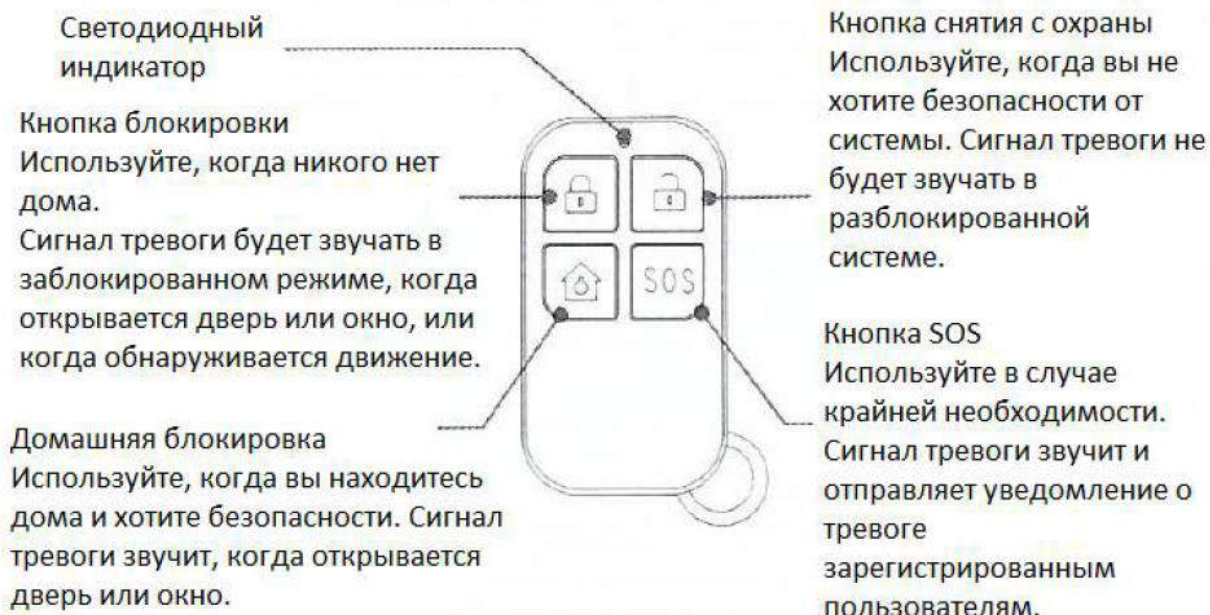 Светодиодный
индикатор
Кнопка блокировки
Используйте, когда никого нет
дома.
Сигнал тревоги будет звучать в
заблокированном режиме, когда
открывается дверь или окно, или
когда обнаруживается движение.
Домашняя блокировка
Используйте, когда вы находитесь
дома и хотите безопасности. Сигнал
тревоги звучит, когда открывается
дверь или окно.
SOS
Кнопка снятия с охраны
Используйте, когда вы не
хотите безопасности от
системы. Сигнал тревоги не
будет звучать в
разблокированной
системе.
Кнопка SOS
Используйте в случае
крайней необходимости.
Сигнал тревоги звучит и
отправляет уведомление о
тревоге
зарегистрированным
пользователям.